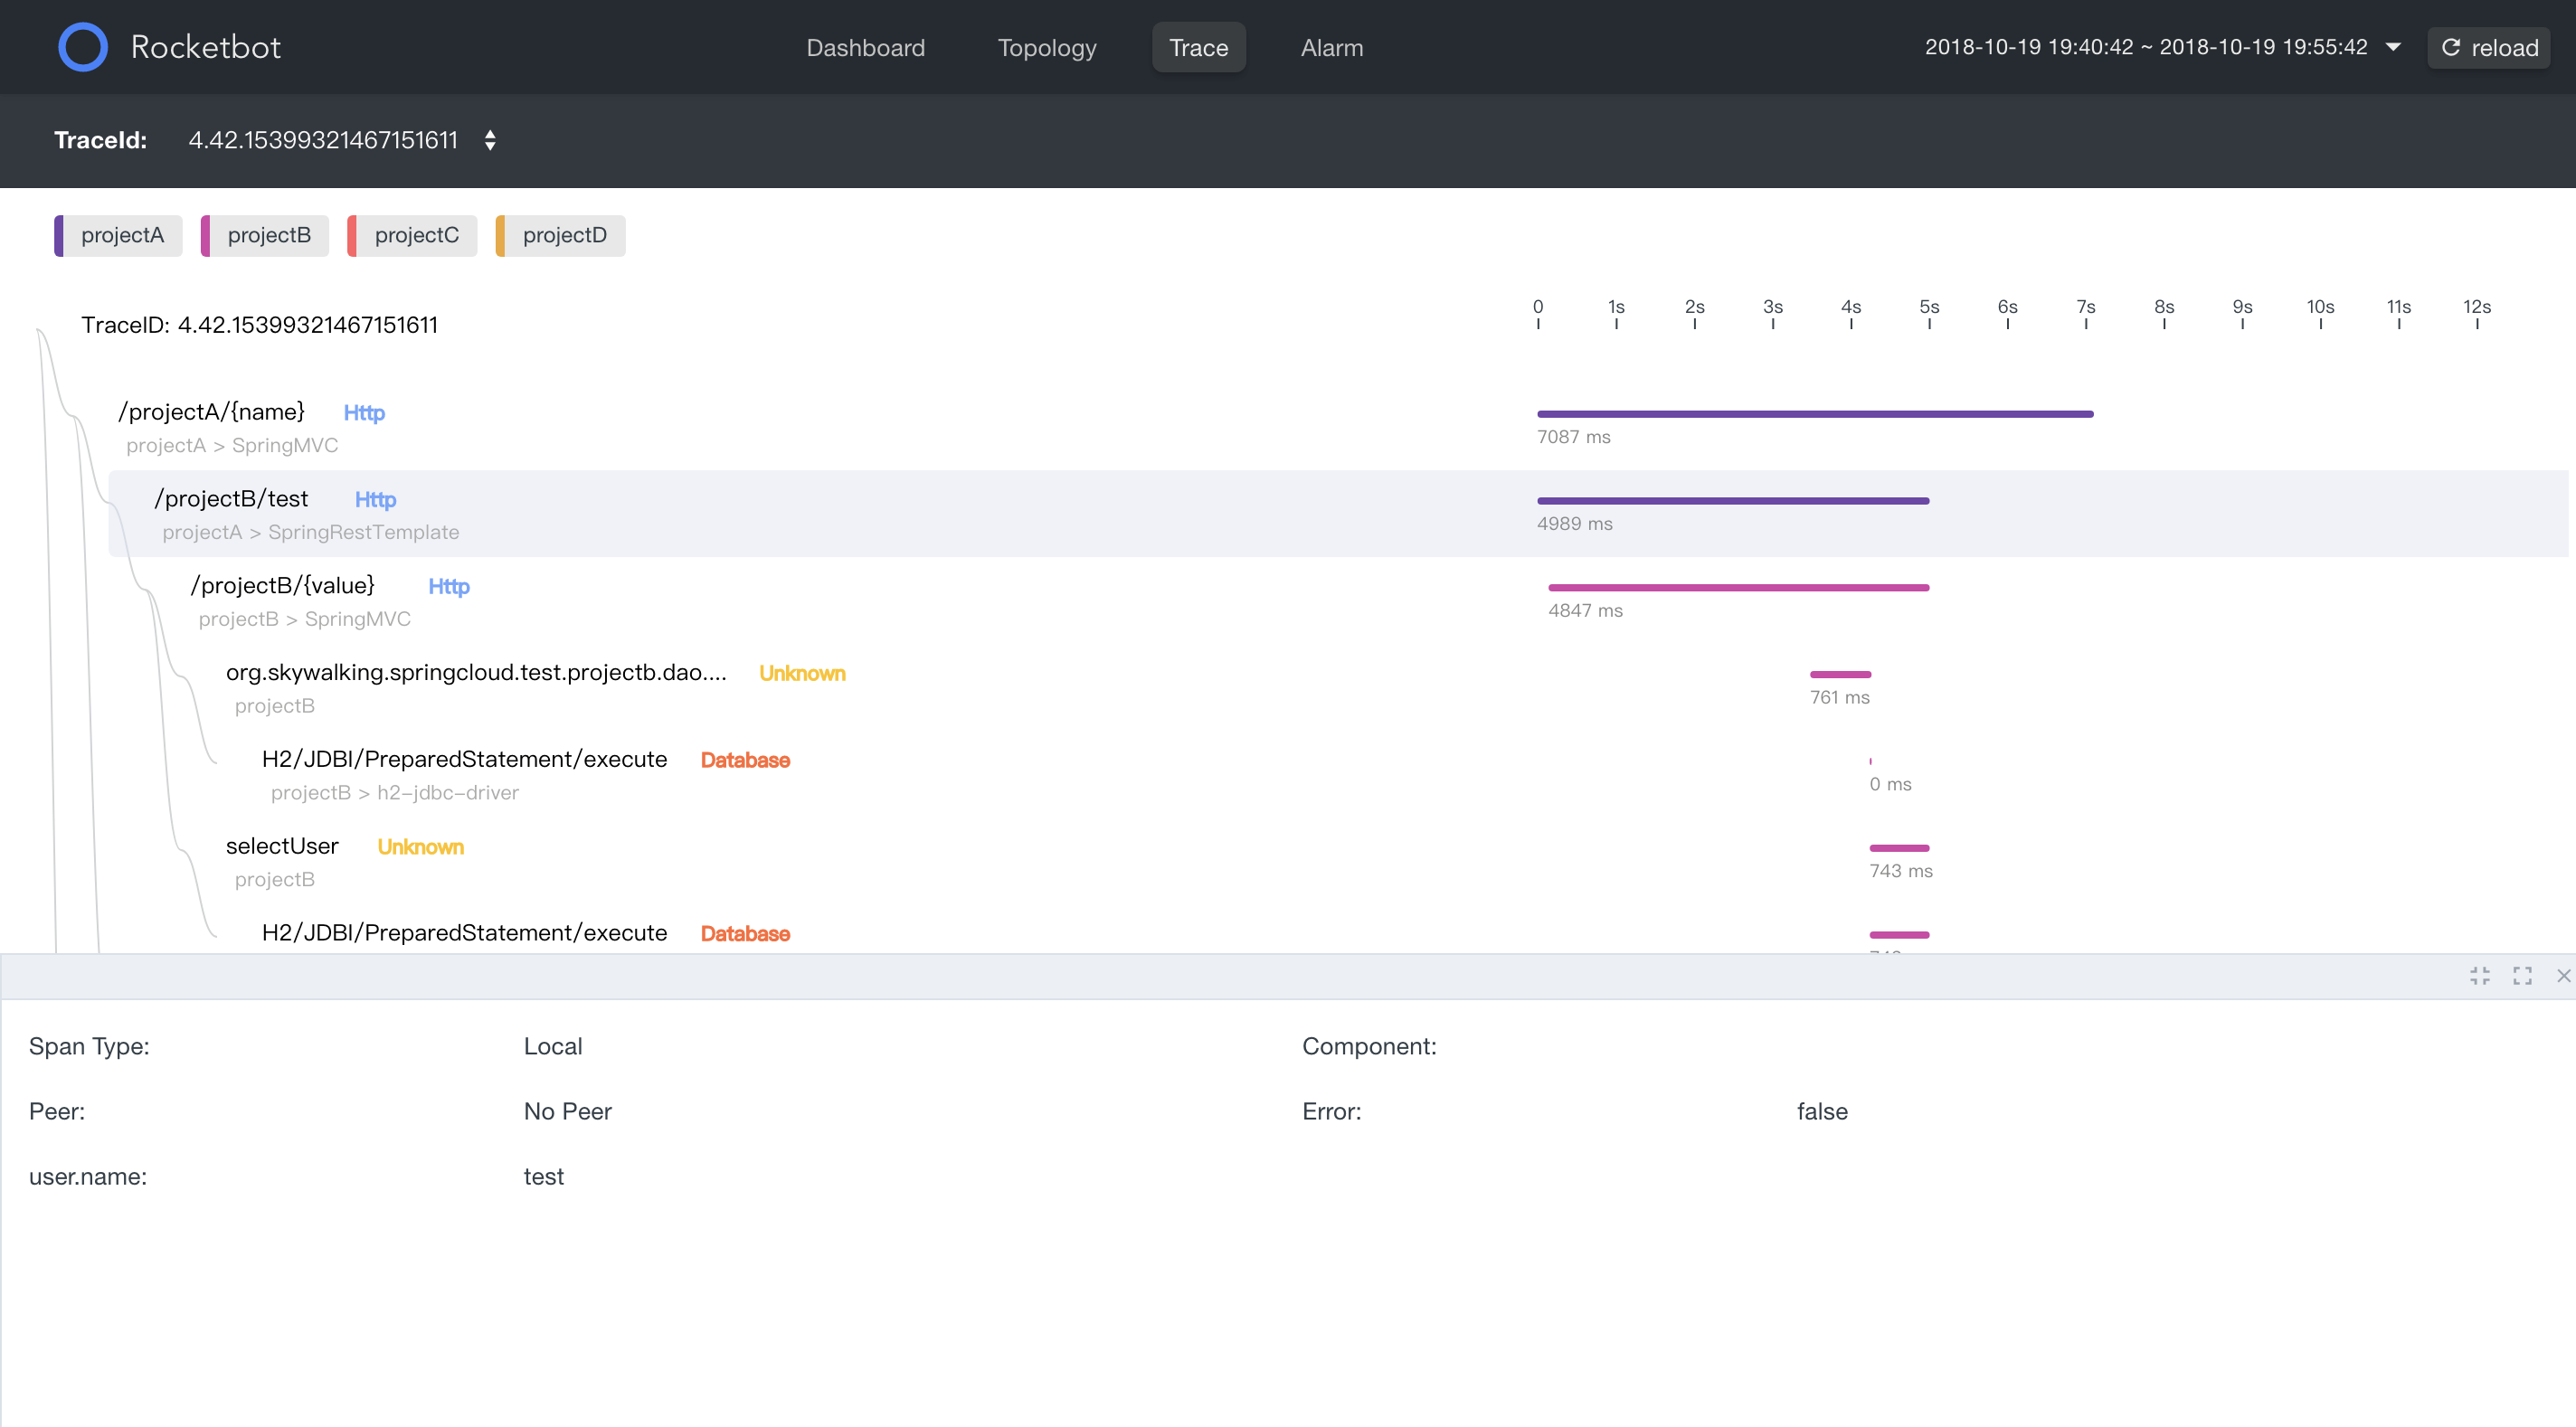 Rocketbot
Dashboard Topology Trace Alarm
2018-10-19 19:40:42 ~ 2018-10-19 19:55:42 reload
TraceId: 4.42.15399321467151611
projectA projectB projectC projectD
0 1s 2s 3s 4s 5s 6s 7s 8s 9s 10s 11s 12s
TraceID: 4.42.15399321467151611
/projectA/{name} Http
projectA > SpringMVC
7087 ms
/projectB/test Http
projectA > SpringRestTemplate
4989 ms
/projectB/{value} Http
projectB > SpringMVC
4847 ms
org.skywalking.springcloud.test.projectb.dao.... Unknown
projectB
761 ms
H2/JDBI/PreparedStatement/execute Database
projectB > h2-jdbc-driver
0 ms
selectUser Unknown
projectB
743 ms
H2/JDBI/PreparedStatement/execute Database
Span Type: Local Component:
Peer: No Peer Error: false
user.name: test